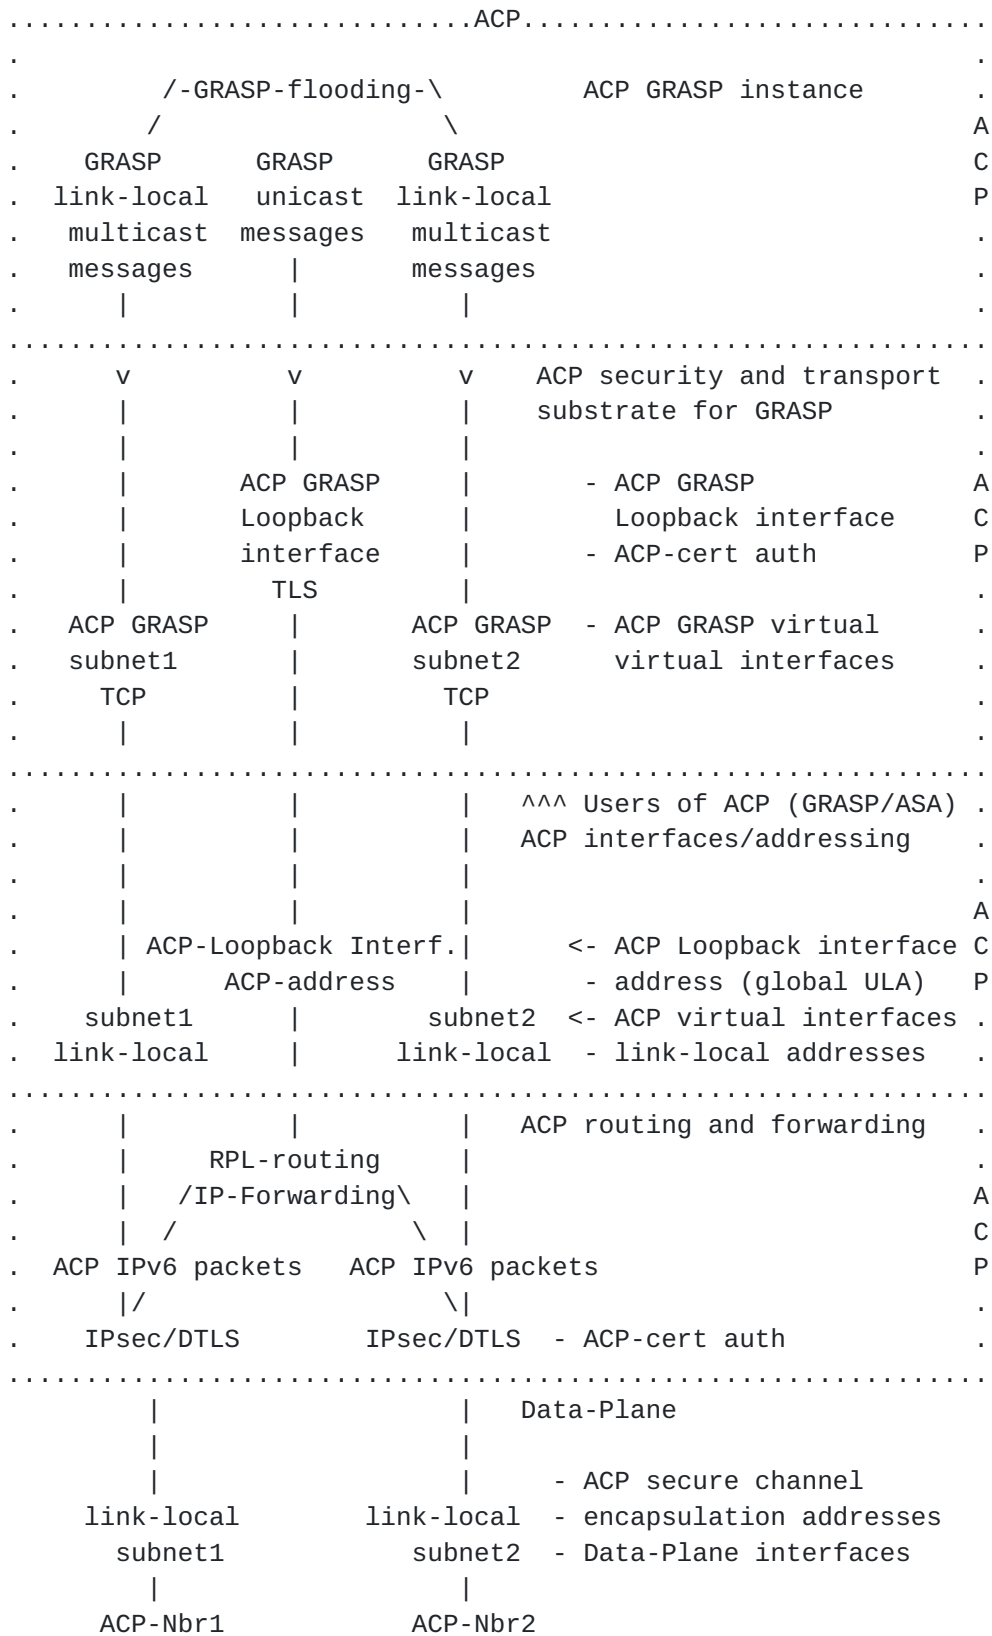 ..............................ACP..............................
.                                                             .
.         /-GRASP-flooding-\         ACP GRASP instance       .
.        /                  \                                 A
.    GRASP      GRASP      GRASP                              C
.  link-local   unicast  link-local                           P
.   multicast  messages   multicast                           .
.   messages      |       messages                            .
.      |          |          |                                .
...............................................................
.      v          v          v    ACP security and transport  .
.      |          |          |    substrate for GRASP         .
.      |          |          |                                .
.      |       ACP GRASP     |       - ACP GRASP              A
.      |       Loopback      |         Loopback interface     C
.      |       interface     |       - ACP-cert auth          P
.      |         TLS         |                                .
.   ACP GRASP     |       ACP GRASP  - ACP GRASP virtual      .
.   subnet1       |       subnet2      virtual interfaces     .
.     TCP         |         TCP                               .
.      |          |          |                                .
...............................................................
.      |          |          |   ^^^ Users of ACP (GRASP/ASA) .
.      |          |          |   ACP interfaces/addressing    .
.      |          |          |                                .
.      |          |          |                                A
.      | ACP-Loopback Interf.|      <- ACP Loopback interface C
.      |      ACP-address    |       - address (global ULA)   P
.    subnet1      |        subnet2  <- ACP virtual interfaces .
.  link-local     |      link-local  - link-local addresses   .
...............................................................
.      |          |          |   ACP routing and forwarding   .
.      |     RPL-routing     |                                .
.      |   /IP-Forwarding\   |                                A
.      |  /               \  |                                C
.  ACP IPv6 packets   ACP IPv6 packets                        P
.      |/                   \|                                .
.    IPsec/DTLS        IPsec/DTLS  - ACP-cert auth            .
...............................................................
         |                   |   Data-Plane
         |                   |
         |                   |     - ACP secure channel
     link-local        link-local  - encapsulation addresses
       subnet1            subnet2  - Data-Plane interfaces
         |                   |
      ACP-Nbr1            ACP-Nbr2